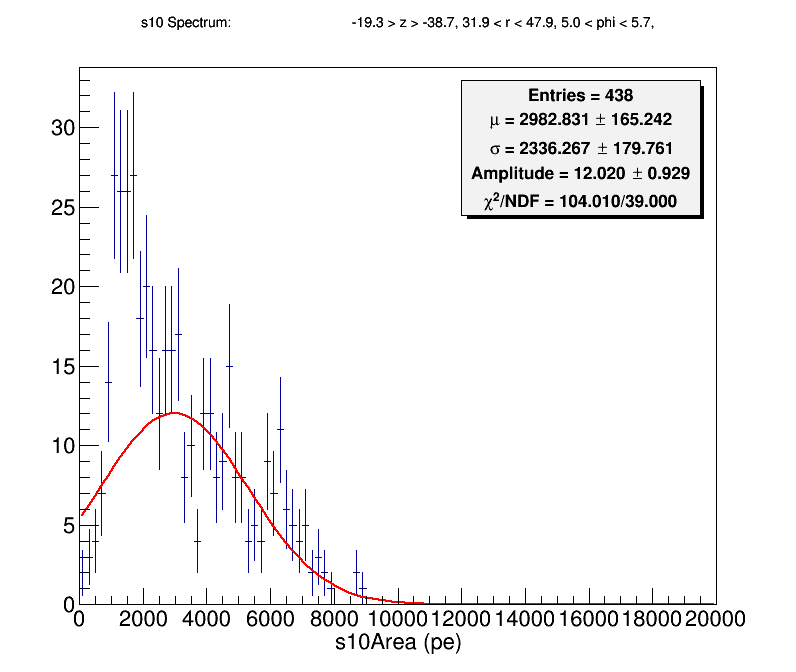 s10 Spectrum: -19.3 > z > -38.7, 31.9 < r < 47.9, 5.0 < phi < 5.7,
Entries = 438
μ = 2982.831 ± 165.242
σ = 2336.267 ± 179.761
Amplitude = 12.020 ± 0.929
χ²/NDF = 104.010/39.000
30
25
20
15
10
5
0
0 2000 4000 6000 8000 10000 12000 14000 16000 18000 20000
s10Area (pe)